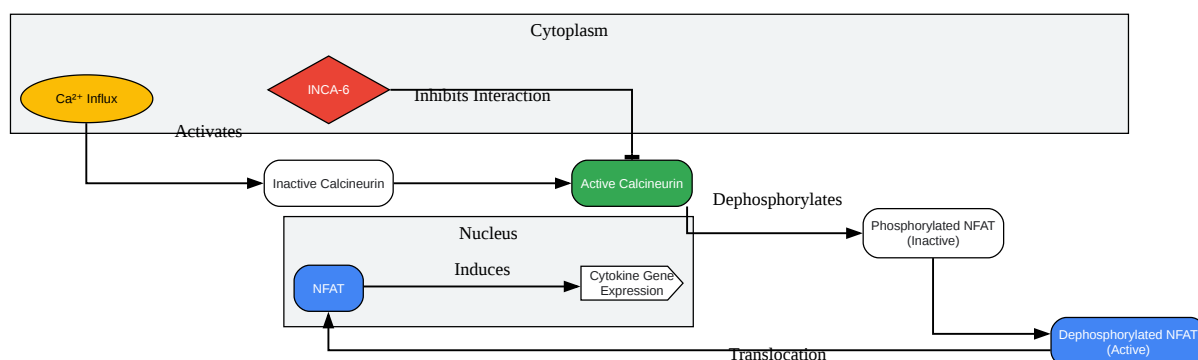 Cytoplasm
INCA-6
Ca²⁺ Influx
Inhibits Interaction
Activates
Inactive Calcineurin
Active Calcineurin
Dephosphorylates
Phosphorylated NFAT
(Inactive)
Nucleus
Induces
NFAT
Cytokine Gene
Expression
Dephosphorylated NFAT
(Active)
Translocation